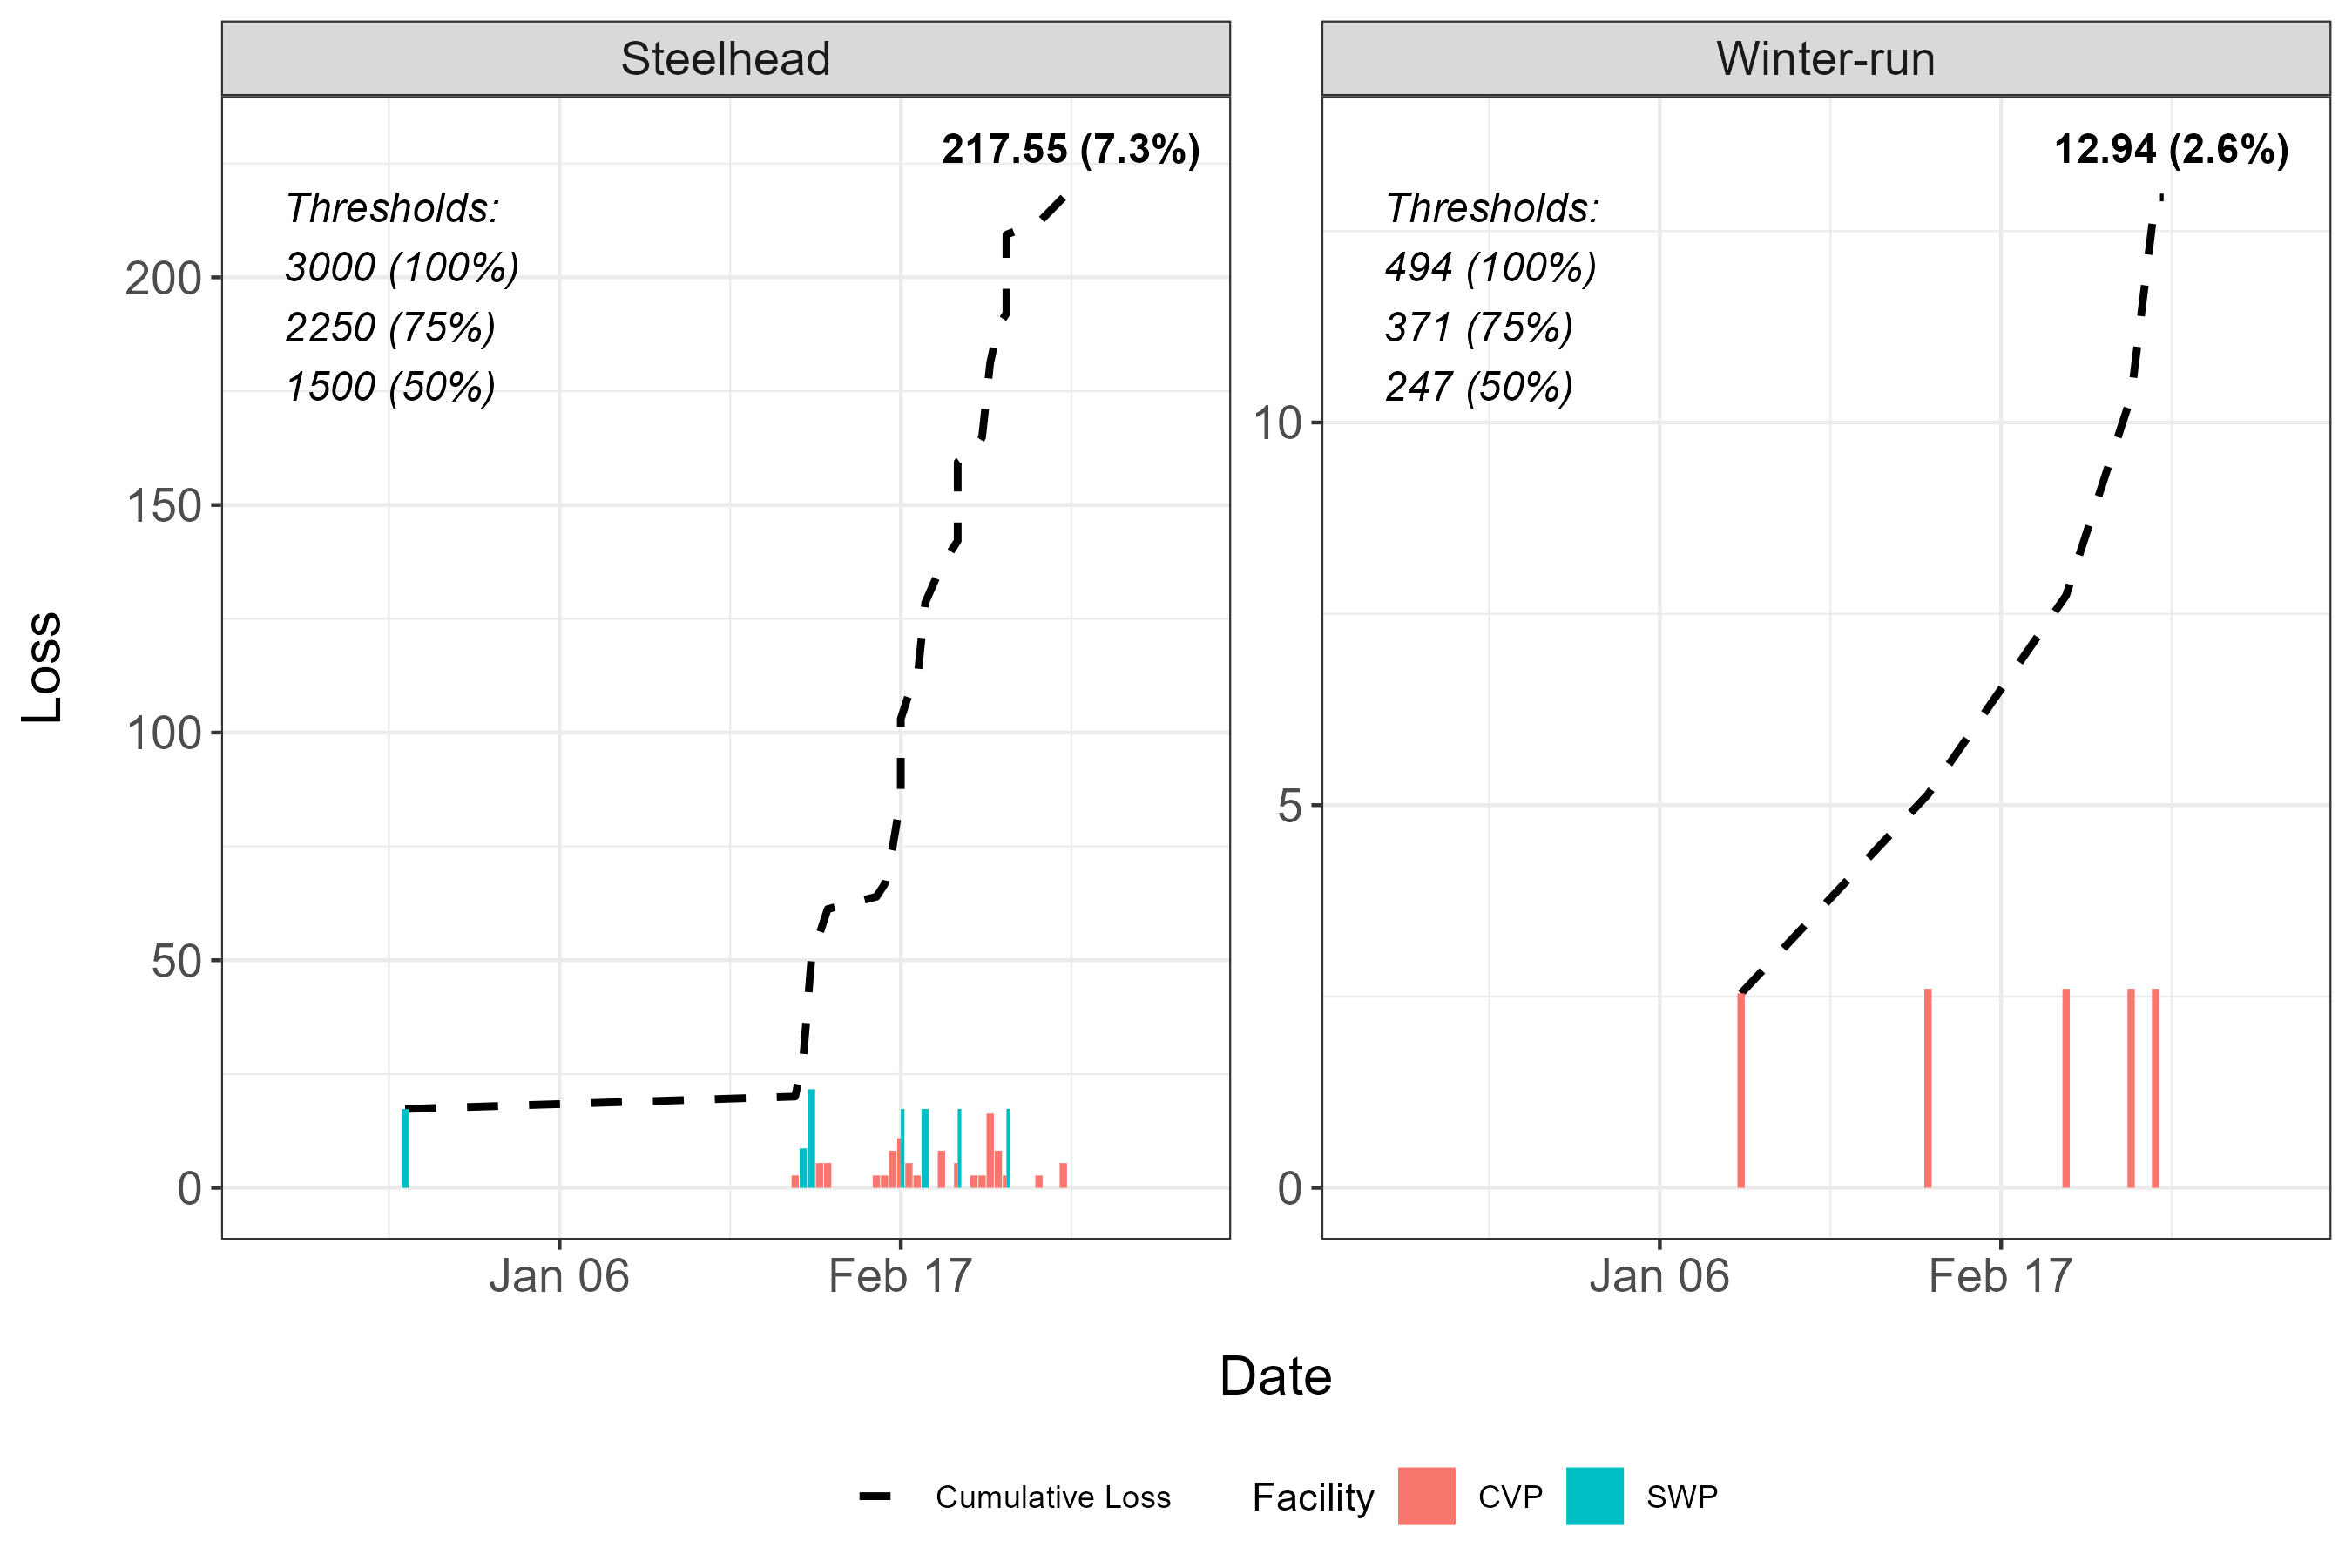 Steelhead
Winter-run
217.55 (7.3%)
Thresholds:
3000 (100%)
2250 (75%)
1500 (50%)
12.94 (2.6%)
Thresholds:
494 (100%)
371 (75%)
247 (50%)
Loss
200
150
100
50
0
10
5
0
Jan 06
Feb 17
Jan 06
Feb 17
Date
Cumulative Loss
Facility
CVP
SWP